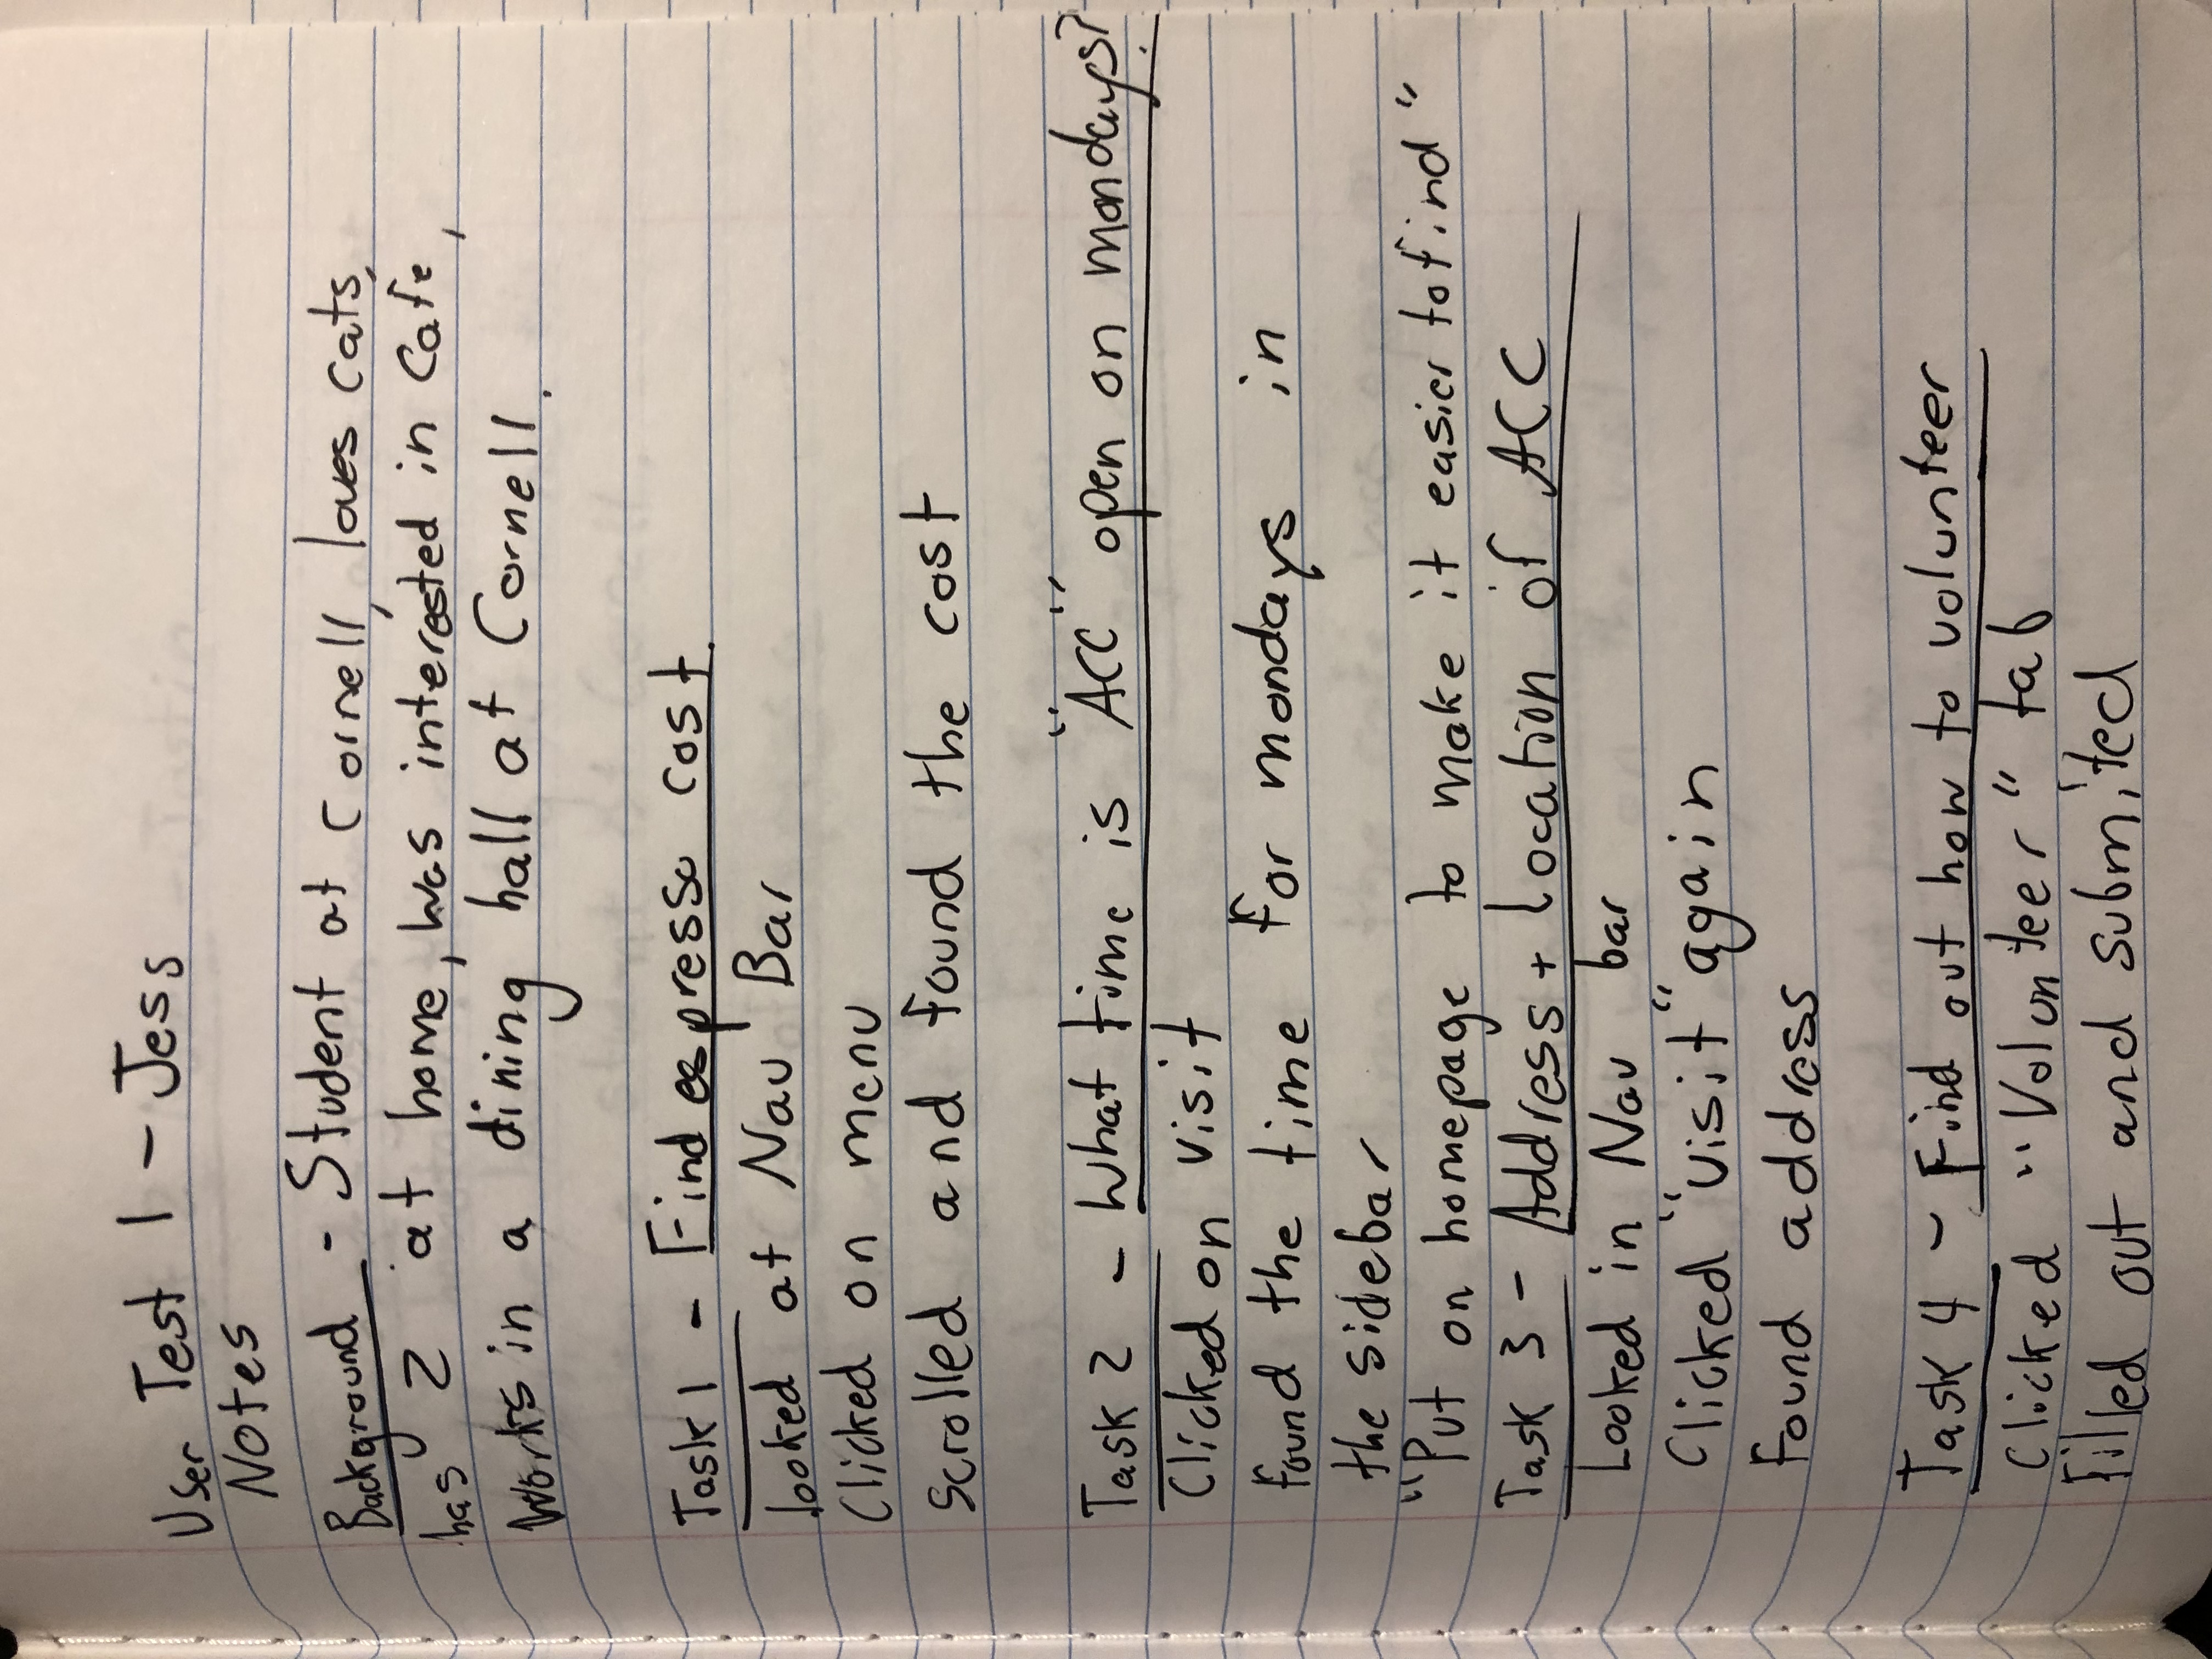 User Test 1 - Jess
Notes
Background - Student at Cornell, loves cats,
has 2 at home, was interested in Cafe,
works in a dining hall at Cornell.
Task 1 - Find espresso cost.
looked at Nav Bar
Clicked on menu
scrolled and found the cost
Task 2 - What time is "ACC" open on mondays?
Clicked on visit
found the time for mondays in
the sidebar
"Put on homepage to make it easier to find"
Task 3 - Address + Location of ACC
Looked in Nav bar
Clicked "visit" again
Found address
Task 4 - Find out how to volunteer
Clicked "Volunteer" tab
Filled out and submited